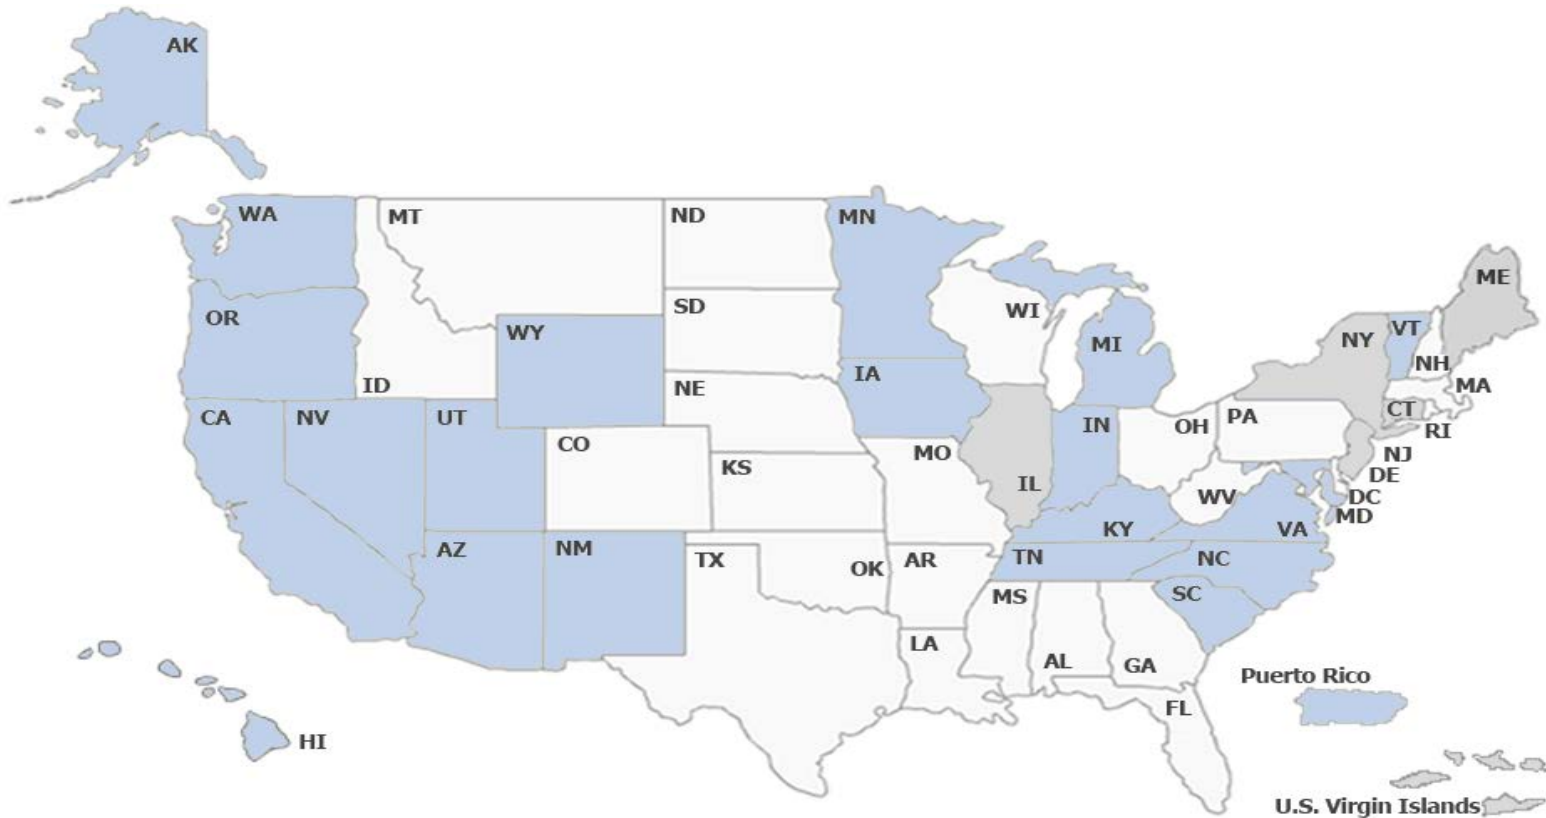 AK
WA
MT
ND
MN
ME
OR
SD
WI
WY
VT
NY
MI
NH
ID
IA
NE
MA
CA
NV
UT
CT
PA
IN
OH
RI
CO
MO
NJ
KS
DE
IL
WV
DC
MD
KY
VA
AZ
NM
TN
NC
TX
AR
OK
MS
SC
LA
AL
GA
Puerto Rico
FL
HI
U.S. Virgin Islands